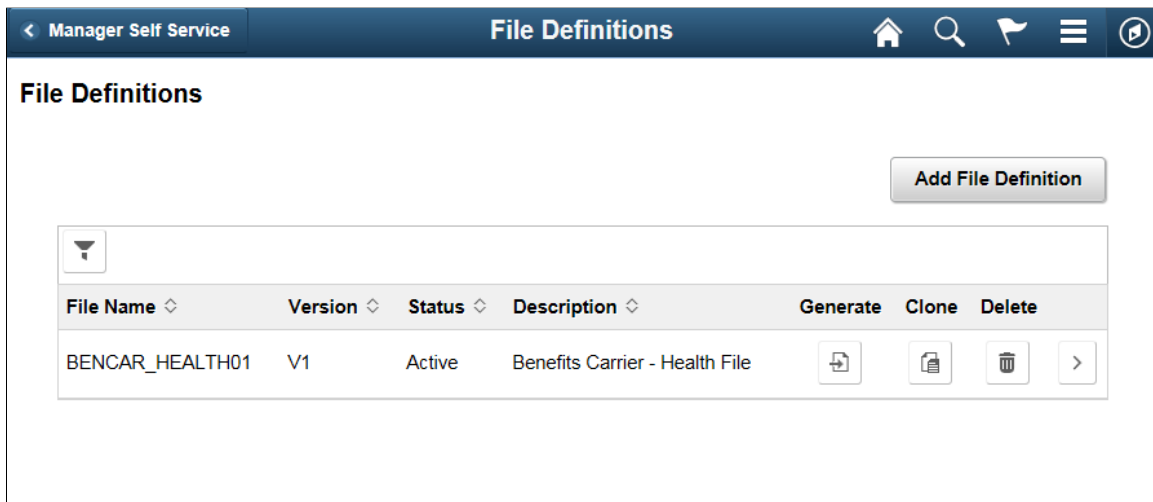 Manager Self Service File Definitions
File Definitions
Add File Definition
File Name Version Status Description Generate Clone Delete
BENCAR_HEALTH01 V1 Active Benefits Carrier - Health File